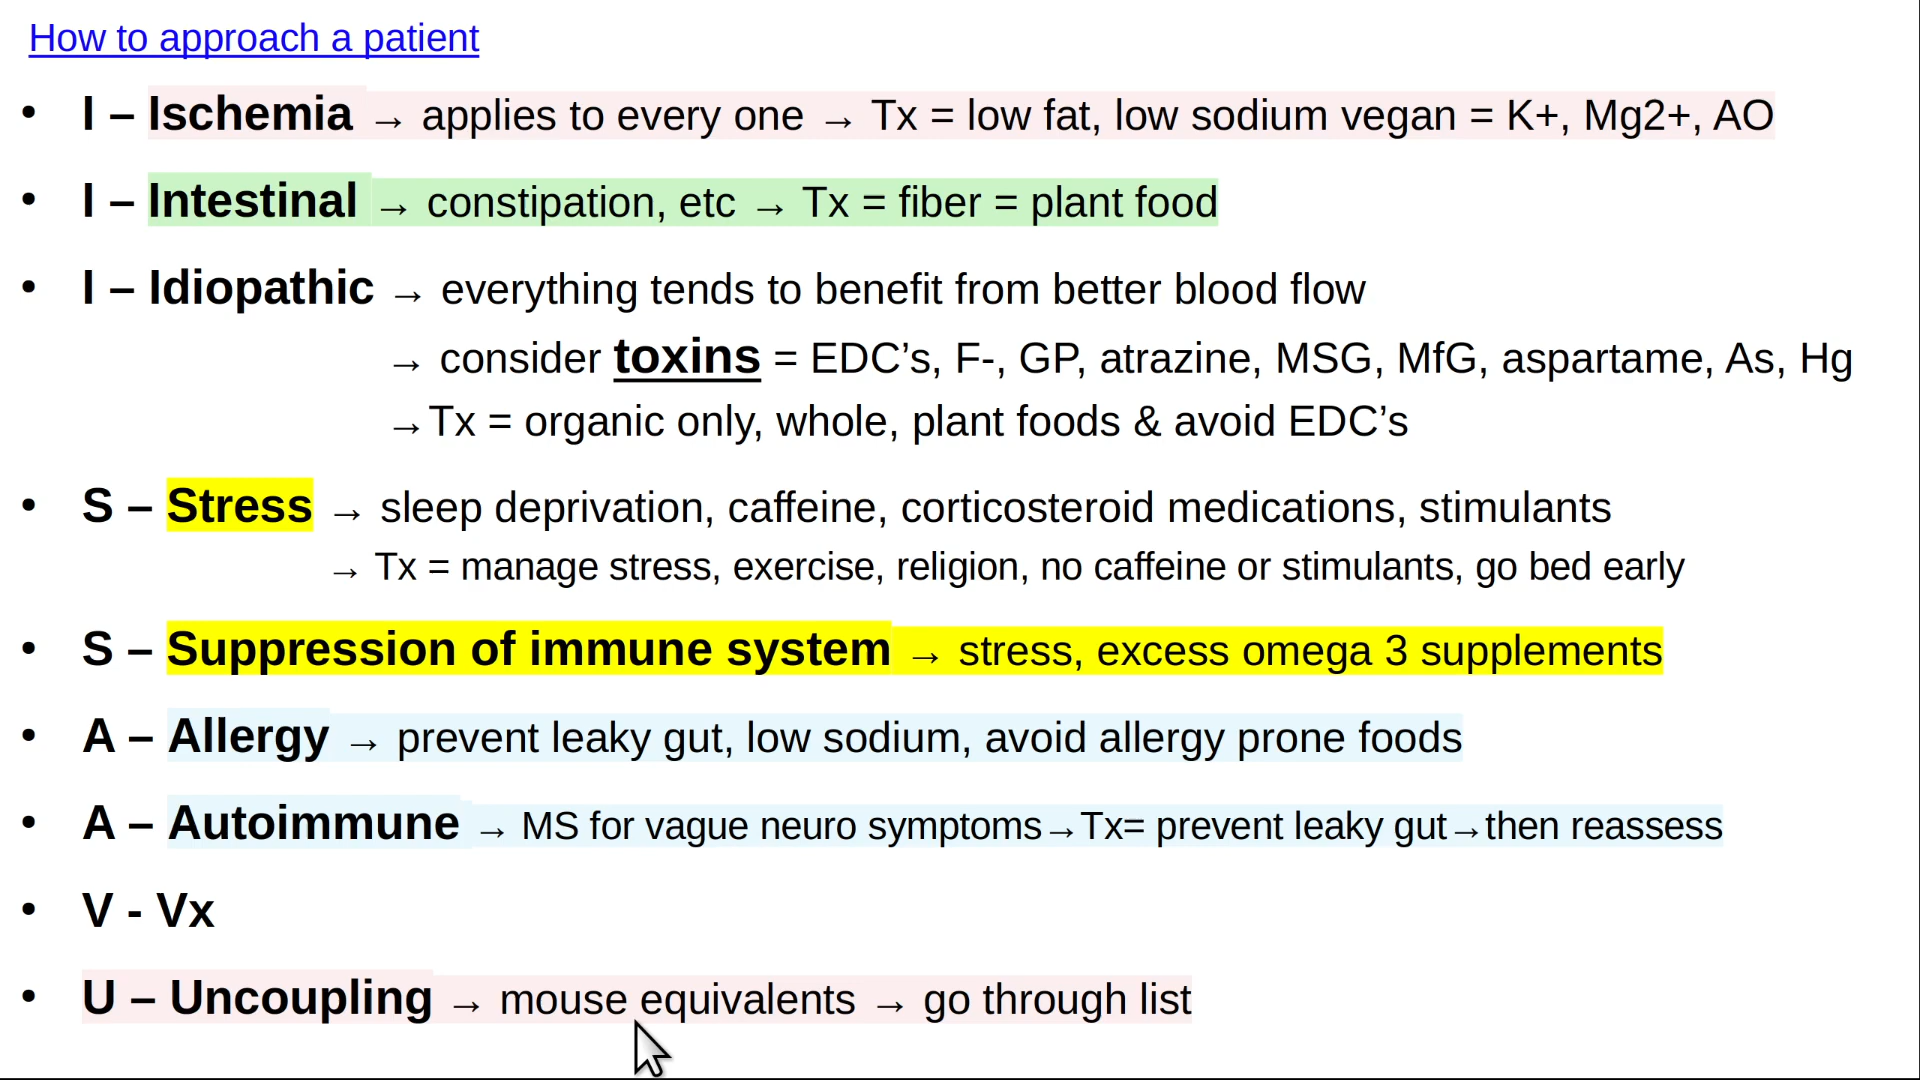 How to approach a patient
• I – Ischemia → applies to every one → Tx = low fat, low sodium vegan = K+, Mg2+, AO
• I – Intestinal → constipation, etc → Tx = fiber = plant food
• I – Idiopathic → everything tends to benefit from better blood flow
→ consider toxins = EDC’s, F-, GP, atrazine, MSG, MfG, aspartame, As, Hg
→Tx = organic only, whole, plant foods & avoid EDC’s
• S – Stress → sleep deprivation, caffeine, corticosteroid medications, stimulants
→ Tx = manage stress, exercise, religion, no caffeine or stimulants, go bed early
• S – Suppression of immune system → stress, excess omega 3 supplements
• A – Allergy → prevent leaky gut, low sodium, avoid allergy prone foods
• A – Autoimmune → MS for vague neuro symptoms→Tx= prevent leaky gut→then reassess
• V - Vx
• U – Uncoupling → mouse equivalents → go through list